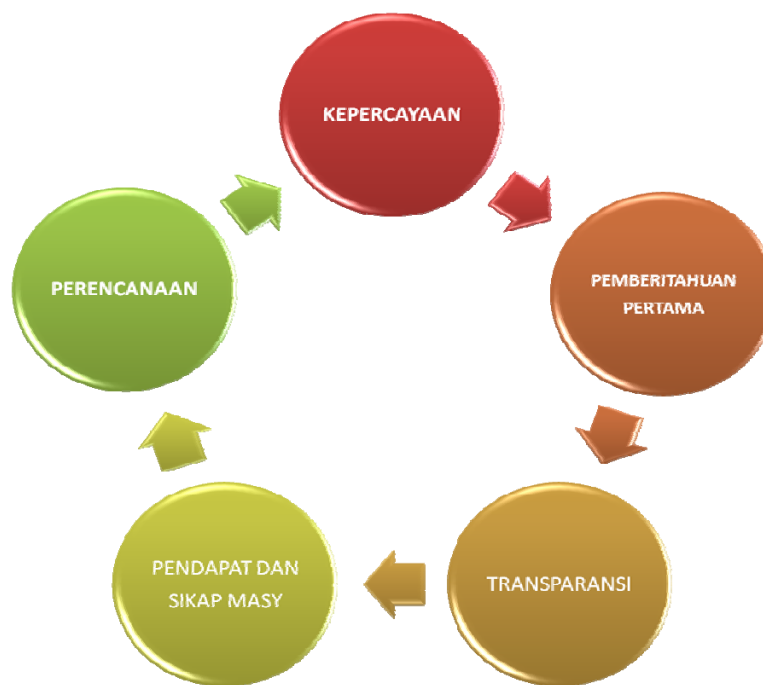 KEPERCAYAAN
PEMBERITAHUAN
PERTAMA
TRANSPARANSI
PENDAPAT DAN
SIKAP MASY
PERENCANAAN